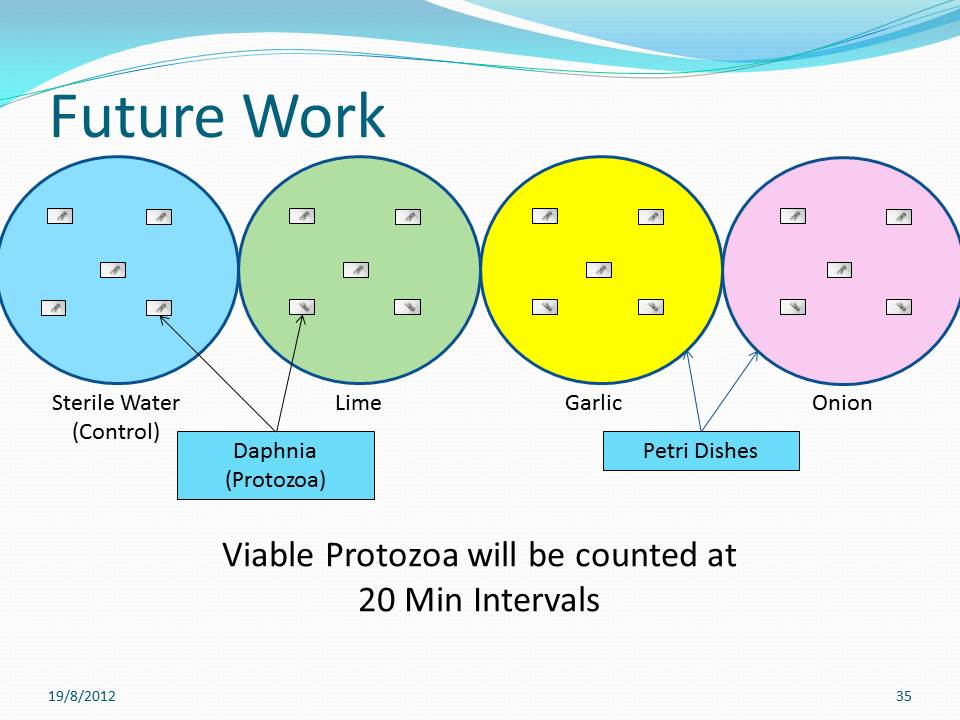 Future Work
Sterile Water
(Control)
Lime
Garlic
Onion
Daphnia
(Protozoa)
Petri Dishes
Viable Protozoa will be counted at
20 Min Intervals
19/8/2012
35